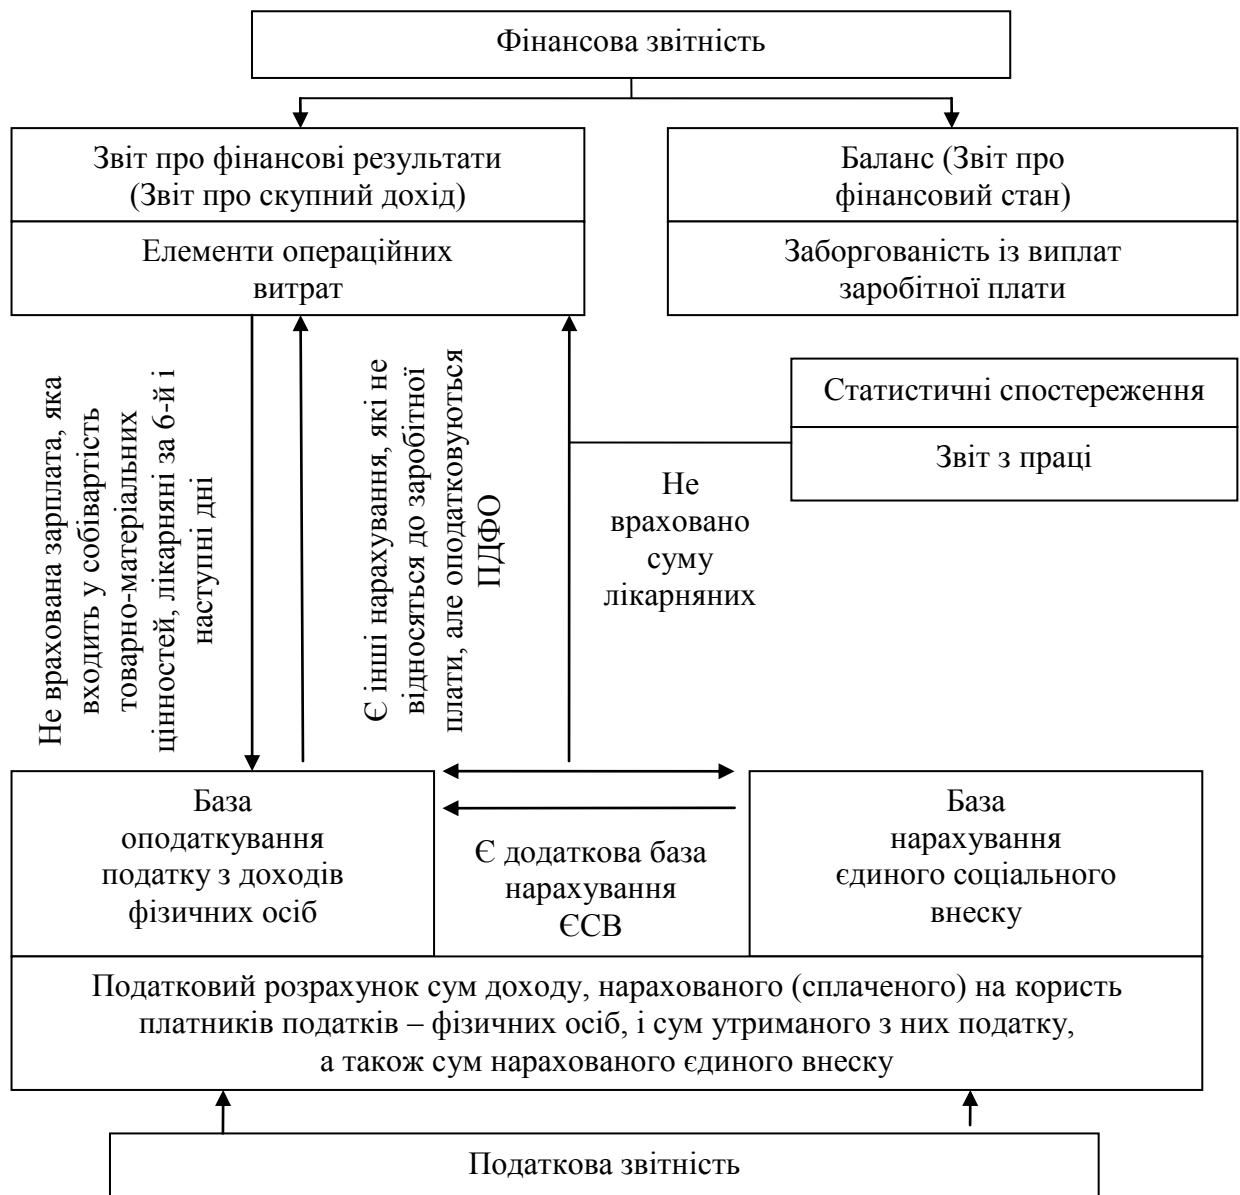 Фінансова звітність
Звіт про фінансові результати
(Звіт про скупний дохід)
Елементи операційних
витрат
Баланс (Звіт про
фінансовий стан)
Заборгованість із виплат
заробітної плати
Не врахована зарплата, яка
входить у собівартість
товарно-матеріальних
цінностей, лікарняні за 6-й і
наступні дні
Є інші нарахування, які не
відносяться до заробітної
плати, але оподатковуються
ПДФО
Статистичні спостереження
Звіт з праці
Не
враховано
суму
лікарняних
База
оподаткування
податку з доходів
фізичних осіб
Є додаткова база
нарахування
ЄСВ
База
нарахування
єдиного соціального
внеску
Податковий розрахунок сум доходу, нарахованого (сплаченого) на користь
платників податків – фізичних осіб, і сум утриманого з них податку,
а також сум нарахованого єдиного внеску
Податкова звітність